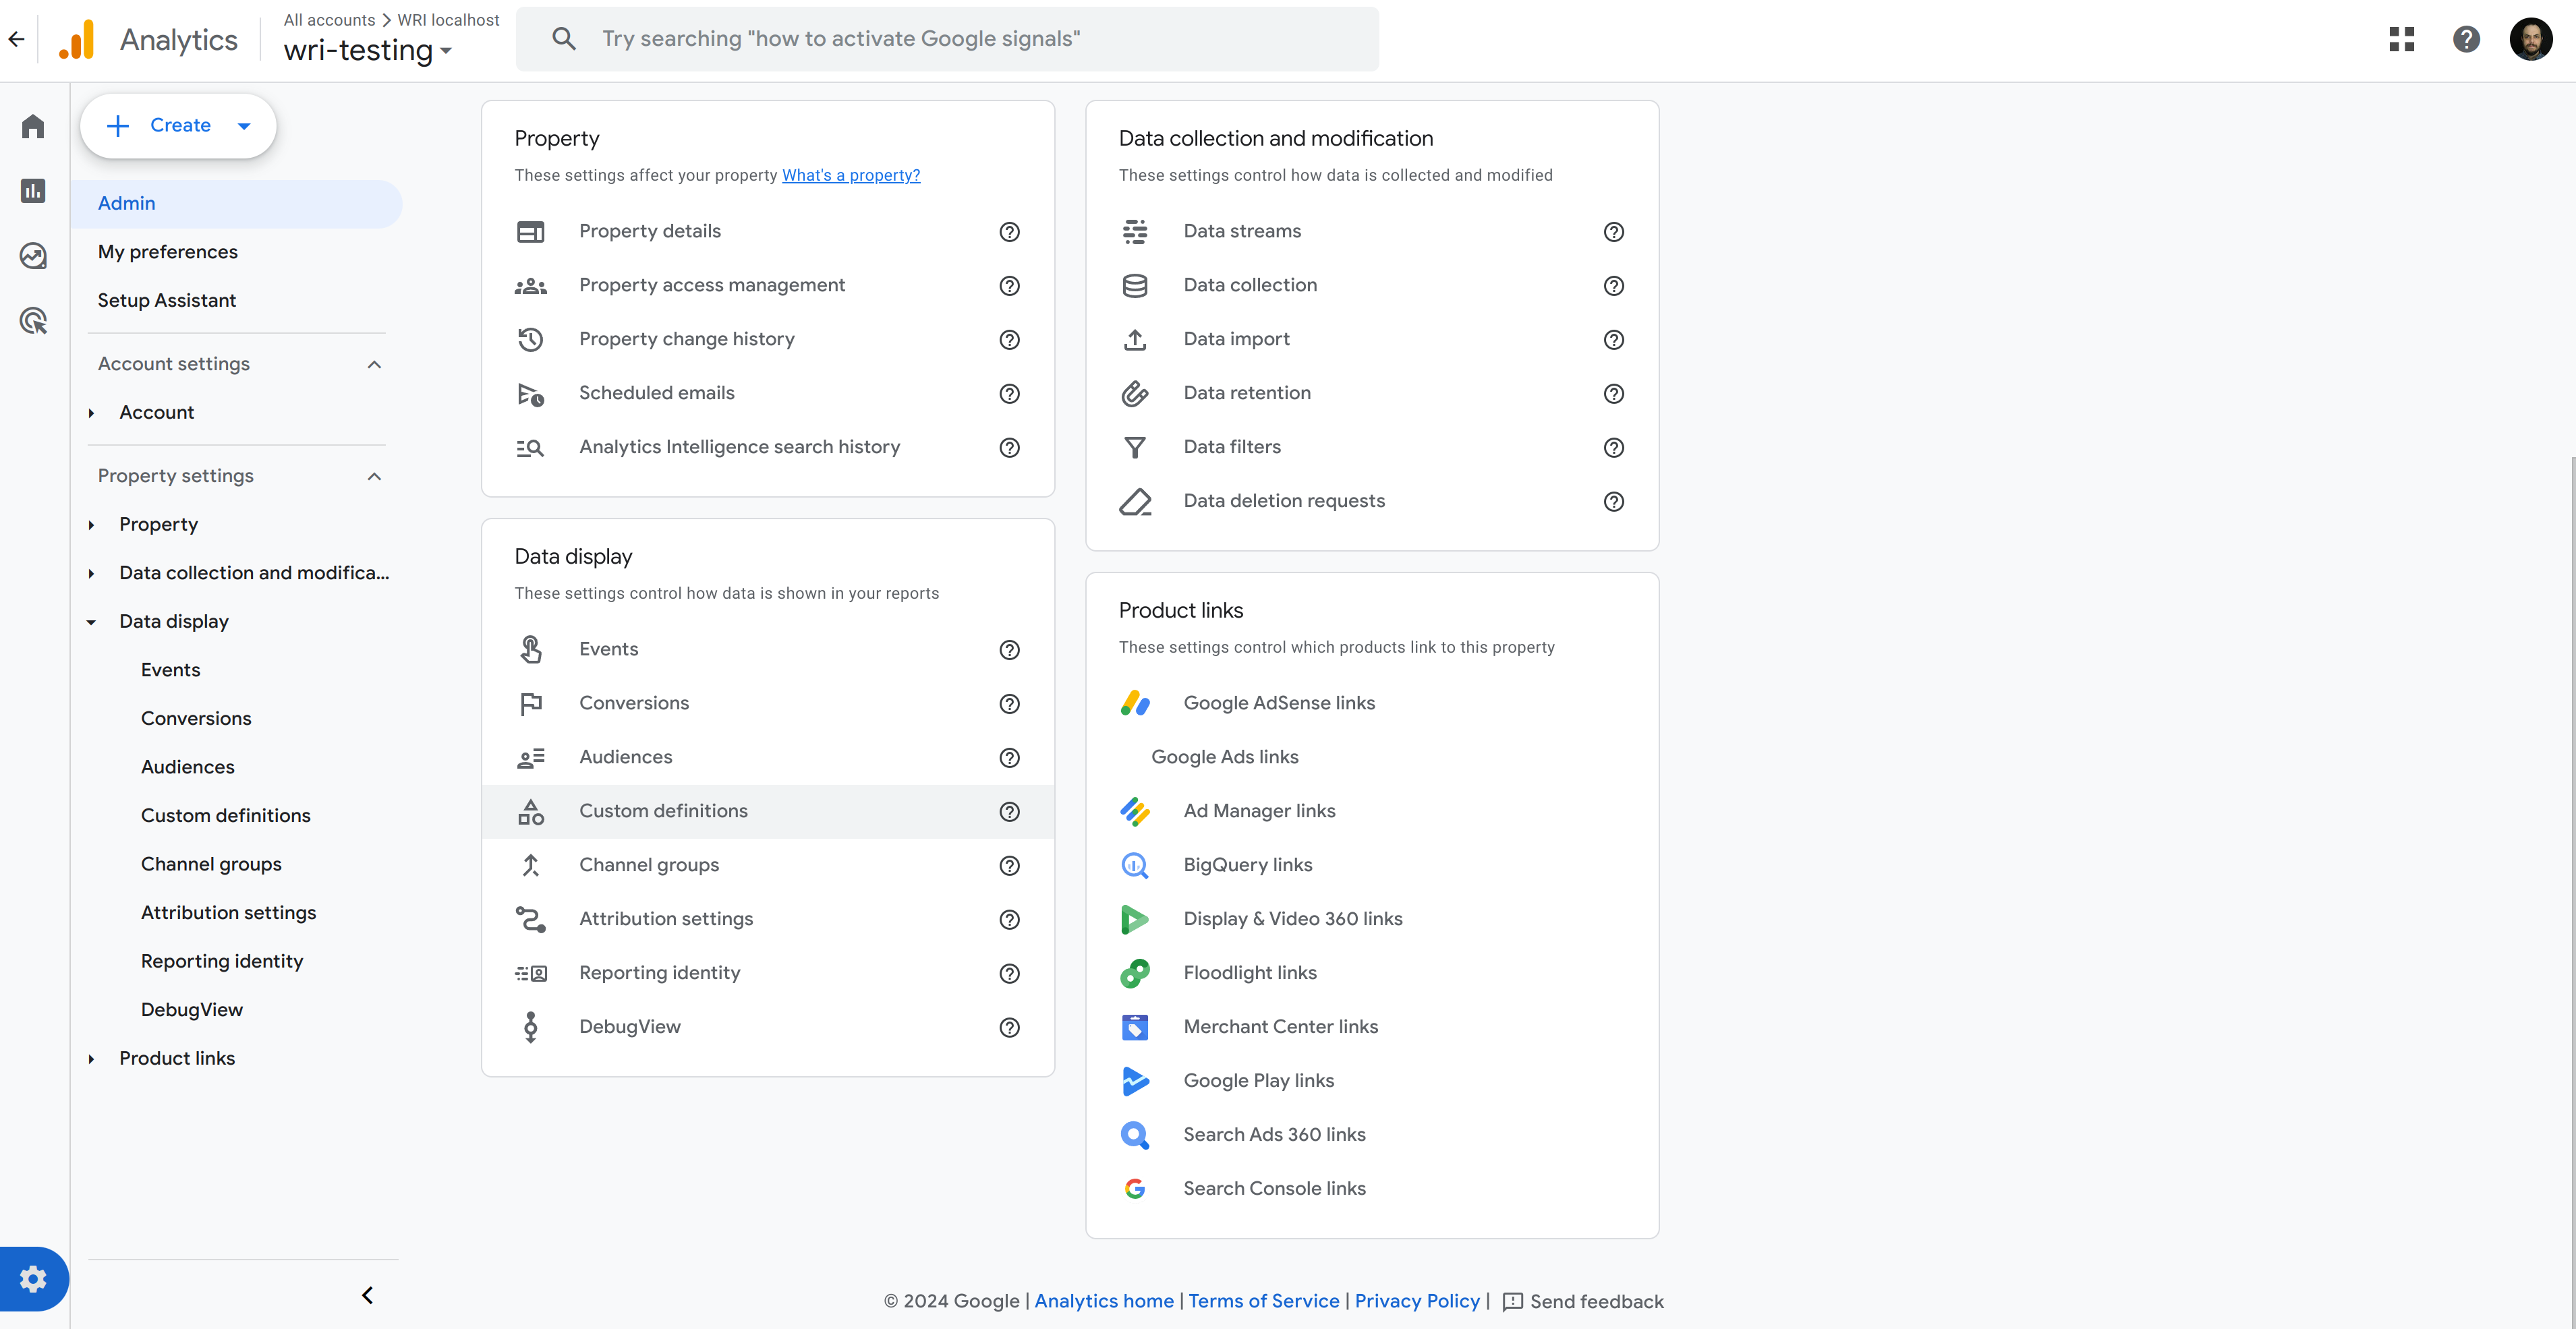 Analytics
All accounts > WRI localhost
wri-testing
Try searching "how to activate Google signals"
Create
Admin
My preferences
Setup Assistant
Account settings
Account
Property settings
Property
Data collection and modifica...
Data display
Events
Conversions
Audiences
Custom definitions
Channel groups
Attribution settings
Reporting identity
DebugView
Product links
Property
These settings affect your property What's a property?
Property details
Property access management
Property change history
Scheduled emails
Analytics Intelligence search history
Data display
These settings control how data is shown in your reports
Events
Conversions
Audiences
Custom definitions
Channel groups
Attribution settings
Reporting identity
DebugView
Data collection and modification
These settings control how data is collected and modified
Data streams
Data collection
Data import
Data retention
Data filters
Data deletion requests
Product links
These settings control which products link to this property
Google AdSense links
Google Ads links
Ad Manager links
BigQuery links
Display & Video 360 links
Floodlight links
Merchant Center links
Google Play links
Search Ads 360 links
Search Console links
© 2024 Google | Analytics home | Terms of Service | Privacy Policy | Send feedback